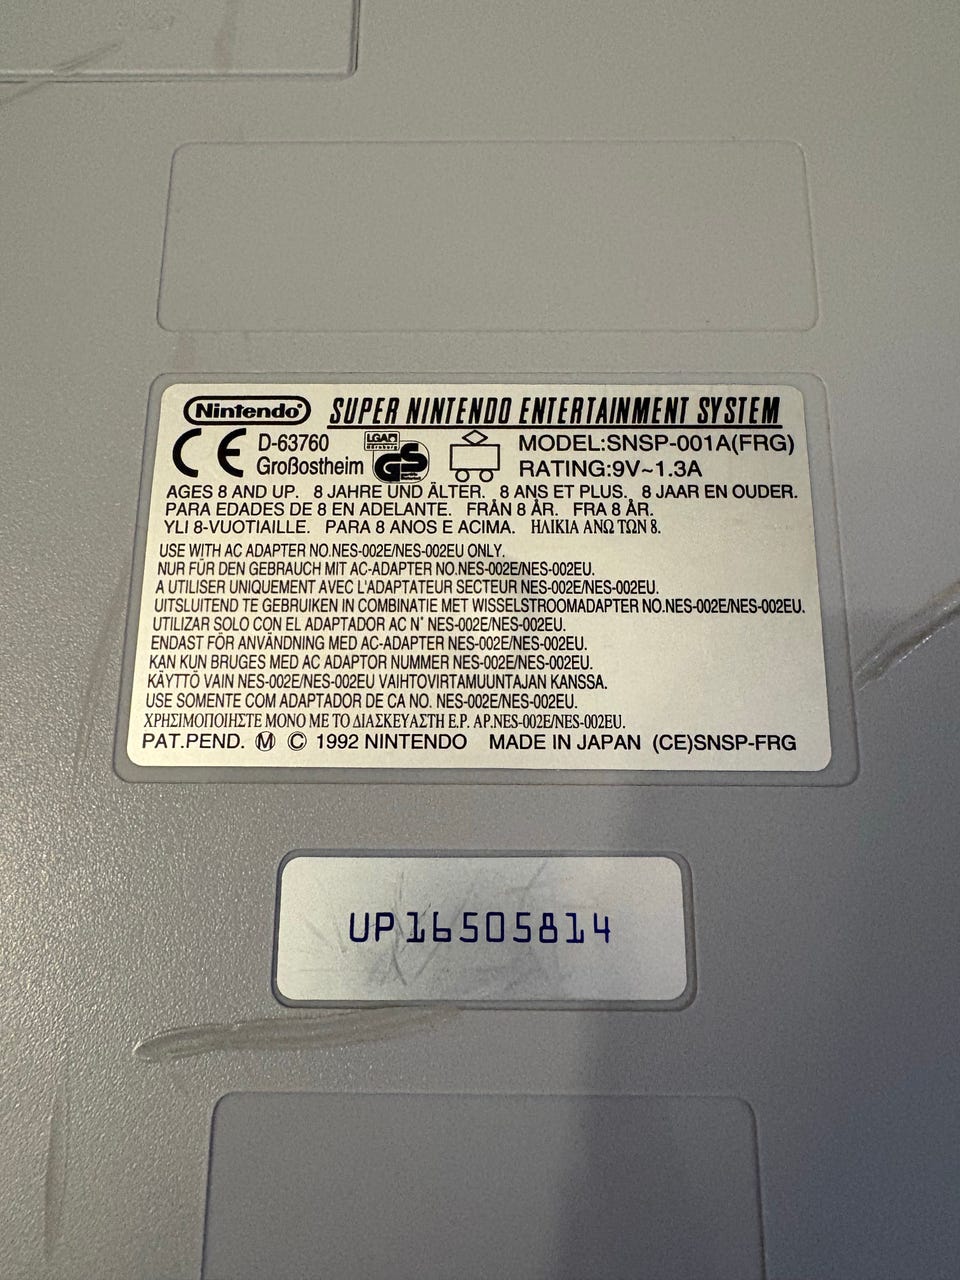 Nintendo® SUPER NINTENDO ENTERTAINMENT SYSTEM
CE D-63760 LGA GS MODEL:SNSP-001A(FRG)
Großostheim RATING:9V~1.3A
AGES 8 AND UP. 8 JAHRE UND ÄLTER. 8 ANS ET PLUS. 8 JAAR EN OUDER.
PARA EDADES DE 8 EN ADELANTE. FRÅN 8 ÅR. FRA 8 ÅR.
YLI 8-VUOTIAILLE. PARA 8 ANOS E ACIMA. ΗΛΙΚΙΑ ΑΝΩ ΤΩΝ 8.
USE WITH AC ADAPTER NO.NES-002E/NES-002EU ONLY.
NUR FÜR DEN GEBRAUCH MIT AC-ADAPTER NO.NES-002E/NES-002EU.
A UTILISER UNIQUEMENT AVEC L'ADAPTATEUR SECTEUR NES-002E/NES-002EU.
UITSLUITEND TE GEBRUIKEN IN COMBINATIE MET WISSELSTROOMADAPTER NO.NES-002E/NES-002EU.
UTILIZAR SOLO CON EL ADAPTADOR AC N° NES-002E/NES-002EU.
ENDAST FÖR ANVÄNDNING MED AC-ADAPTER NES-002E/NES-002EU.
KAN KUN BRUGES MED AC ADAPTOR NUMMER NES-002E/NES-002EU.
KÄYTTÖ VAIN NES-002E/NES-002EU VAIHTOVIRTAMUUNTAJAN KANSSA.
USE SOMENTE COM ADAPTADOR DE CA NO. NES-002E/NES-002EU.
ΧΡΗΣΙΜΟΠΟΙΗΣΤΕ ΜΟΝΟ ΜΕ ΤΟ ΔΙΑΣΚΕΥΑΣΤΗ Ε.Ρ. ΑΡ.NES-002E/NES-002EU.
PAT.PEND. Ⓜ © 1992 NINTENDO MADE IN JAPAN (CE)SNSP-FRG
UP16505814